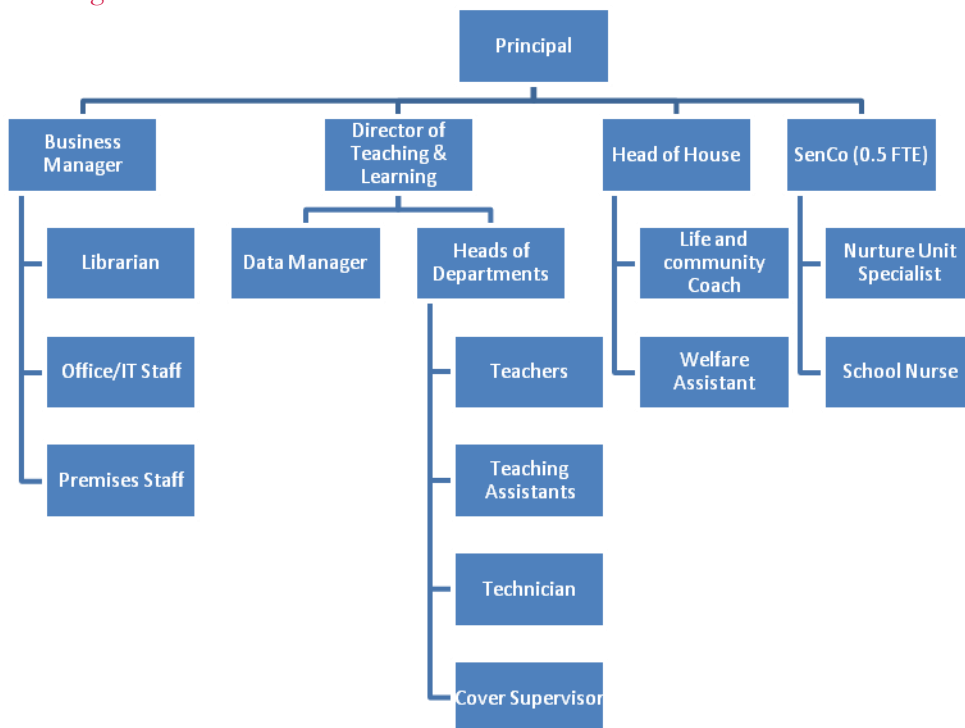 Principal
Business
Manager
Director of
Teaching &
Learning
Head of House
SenCo (0.5 FTE)
Librarian
Data Manager
Heads of
Departments
Life and
community
Coach
Nurture Unit
Specialist
Office/IT Staff
Teachers
Welfare
Assistant
School Nurse
Premises Staff
Teaching
Assistants
Technician
Cover Supervisor